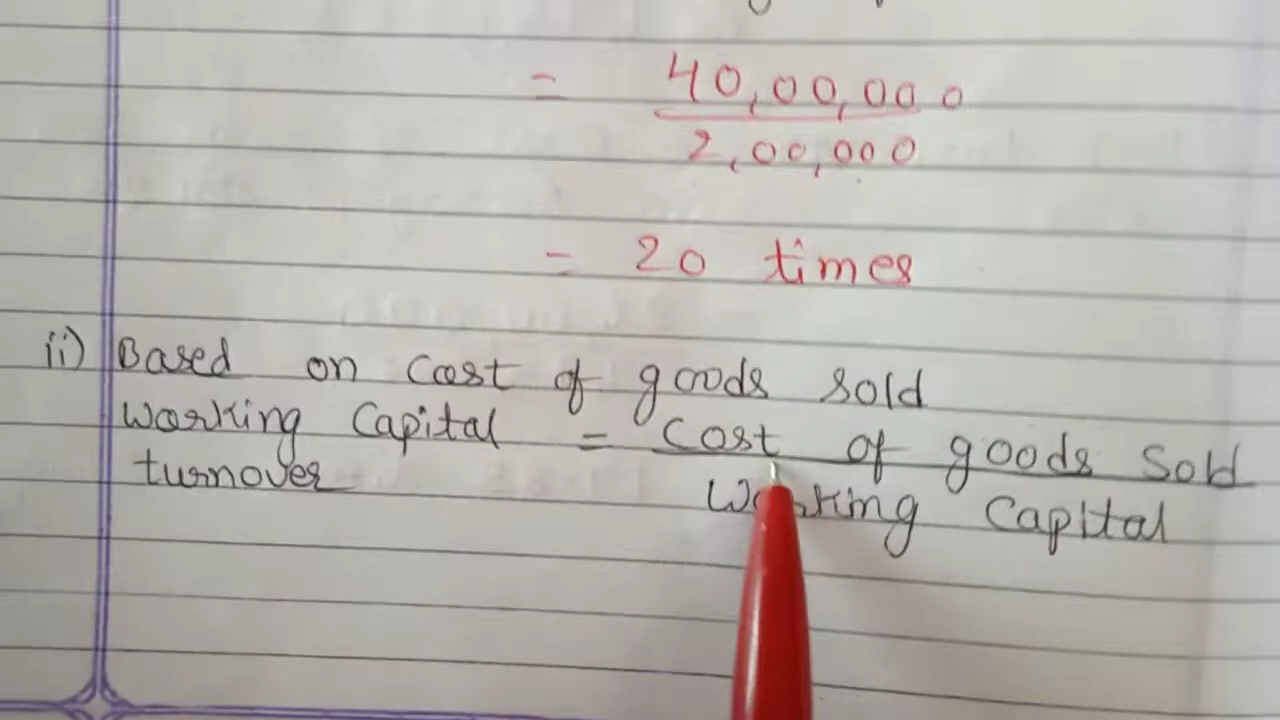 = 40,00,000
2,00,000
= 20 times
ii) Based on cost of goods sold
Working Capital = Cost of goods Sold
turnover Working Capital